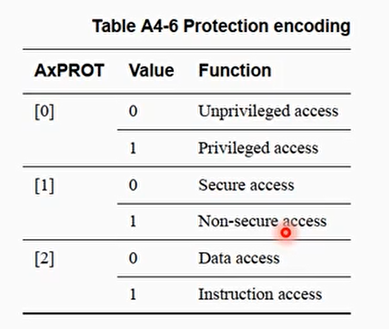 Table A4-6 Protection encoding
AxPROT Value Function
[0] 0 Unprivileged access
1 Privileged access
[1] 0 Secure access
1 Non-secure access
[2] 0 Data access
1 Instruction access